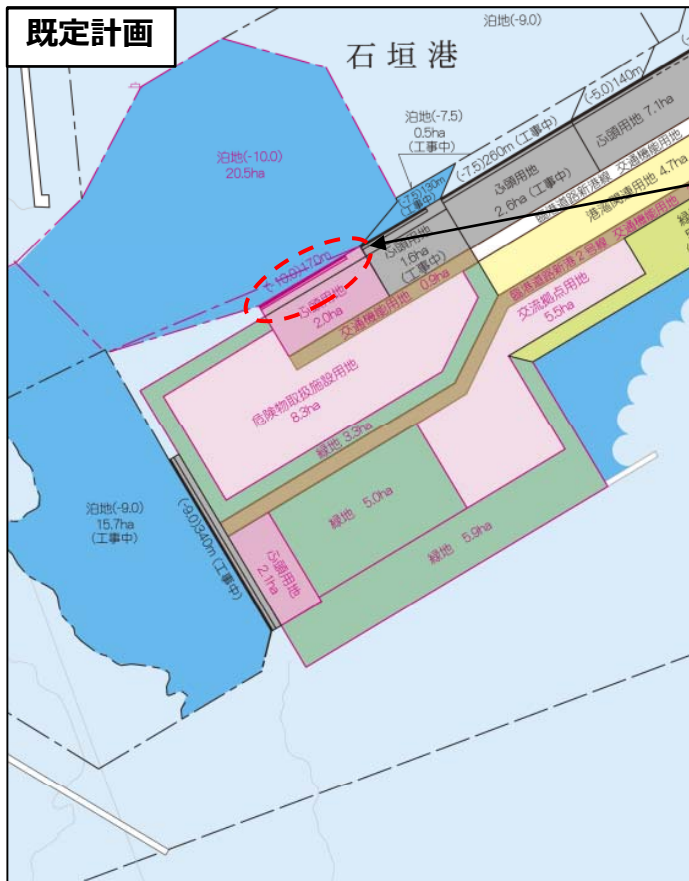 既定計画
泊地(-9.0)
石垣港
泊地(-7.5)
0.5ha
(工事中)
(-5.0)140m
(-7.5)260m (工事中)
ふ頭用地 7.1ha
泊地(-10.0)
20.5ha
(-7.5)130m
(工事中)
ふ頭用地
2.6ha (工事中)
臨港道路新港線 交通機能用地
港湾関連用地 4.7ha
ふ頭用地
1.6ha
(工事中)
(-10.0)170m
ふ頭用地
2.0ha
交通機能用地 0.9ha
臨港道路新港2号線 交通機能用地
交流拠点用地
5.5ha
危険物取扱施設用地
8.3ha
緑地 3.3ha
泊地(-9.0)
15.7ha
(工事中)
(-9.0)340m (工事中)
緑地 5.0ha
緑地 5.9ha
ふ頭用地
2.1ha